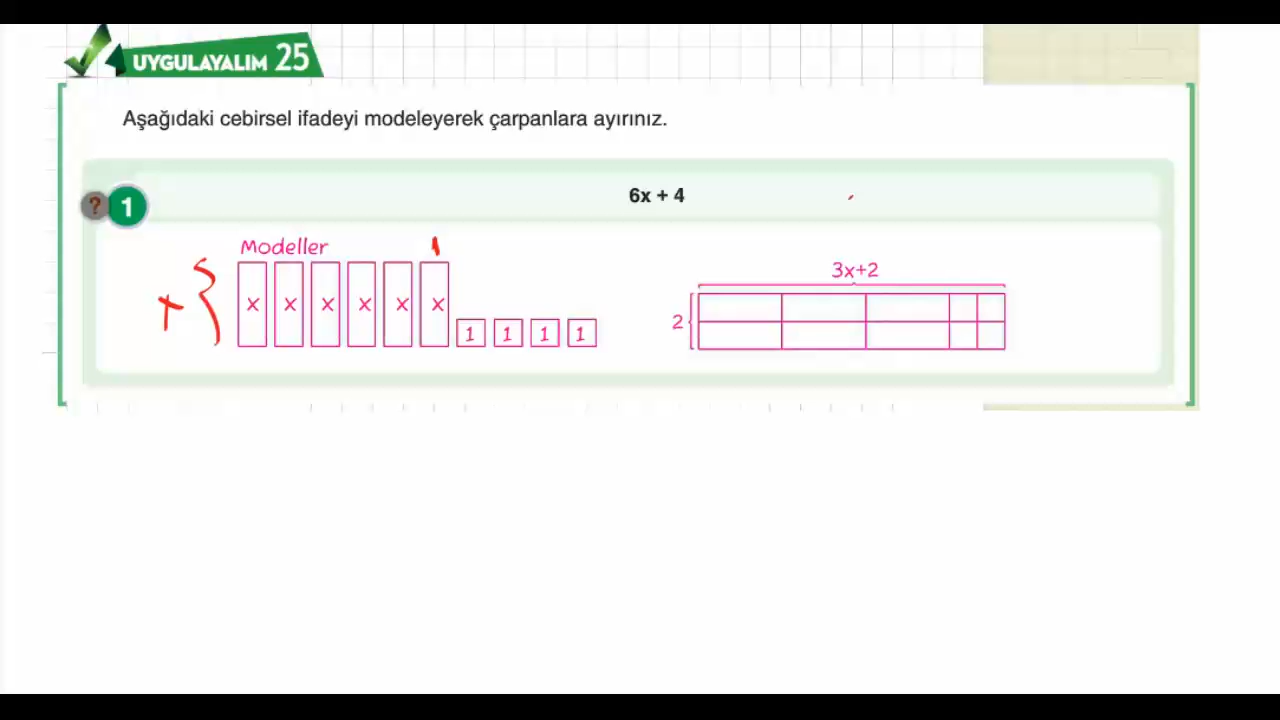 UYGULAYALIM 25
Aşağıdaki cebirsel ifadeyi modeleyerek çarpanlara ayırınız.
? 1
6x + 4
Modeller
1
x
x x x x x x
1 1 1 1
3x+2
2